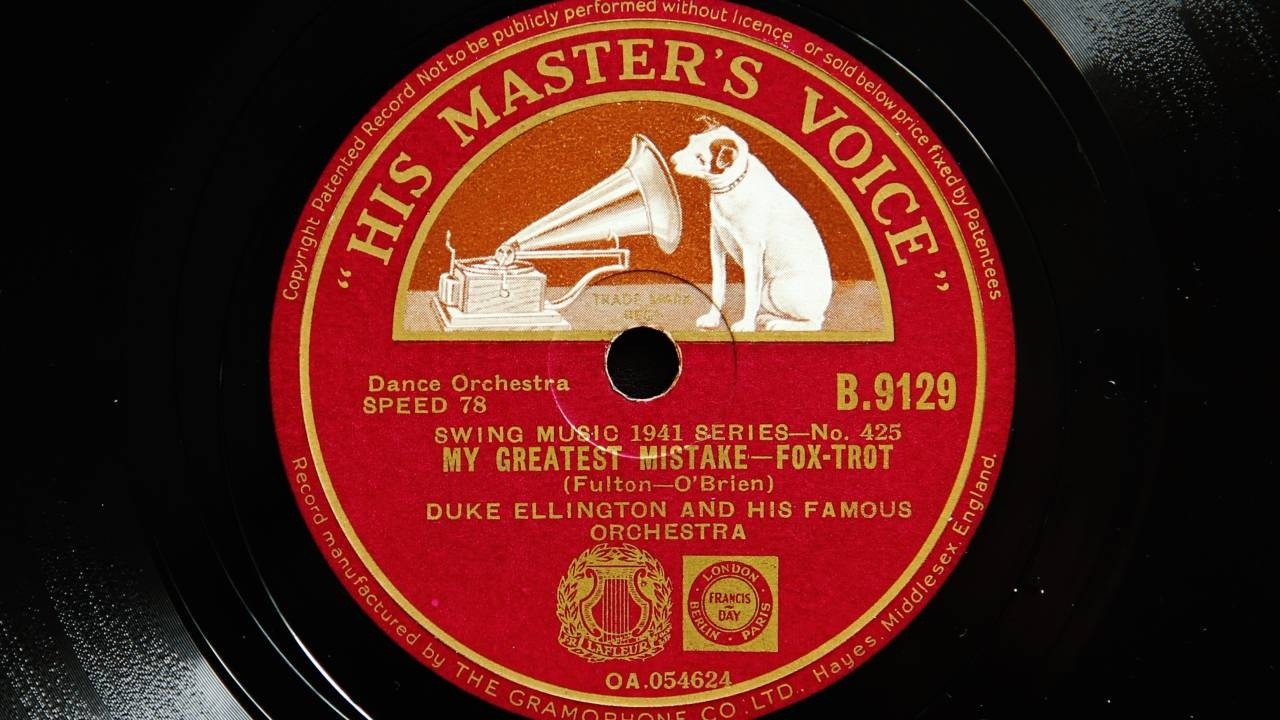 Copyright Patented Record Not to be publicly performed without licence or sold below price fixed by Patentees
“HIS MASTER'S VOICE”
TRADE MARK
REGD
Dance Orchestra
SPEED 78
B.9129
SWING MUSIC 1941 SERIES—No. 425
MY GREATEST MISTAKE—FOX-TROT
(Fulton—O'Brien)
DUKE ELLINGTON AND HIS FAMOUS
ORCHESTRA
LAFLEUR
LONDON
FRANCIS
DAY
BERLIN · PARIS
OA.054624
Record manufactured by THE GRAMOPHONE CO. LTD., Hayes, Middlesex, England.